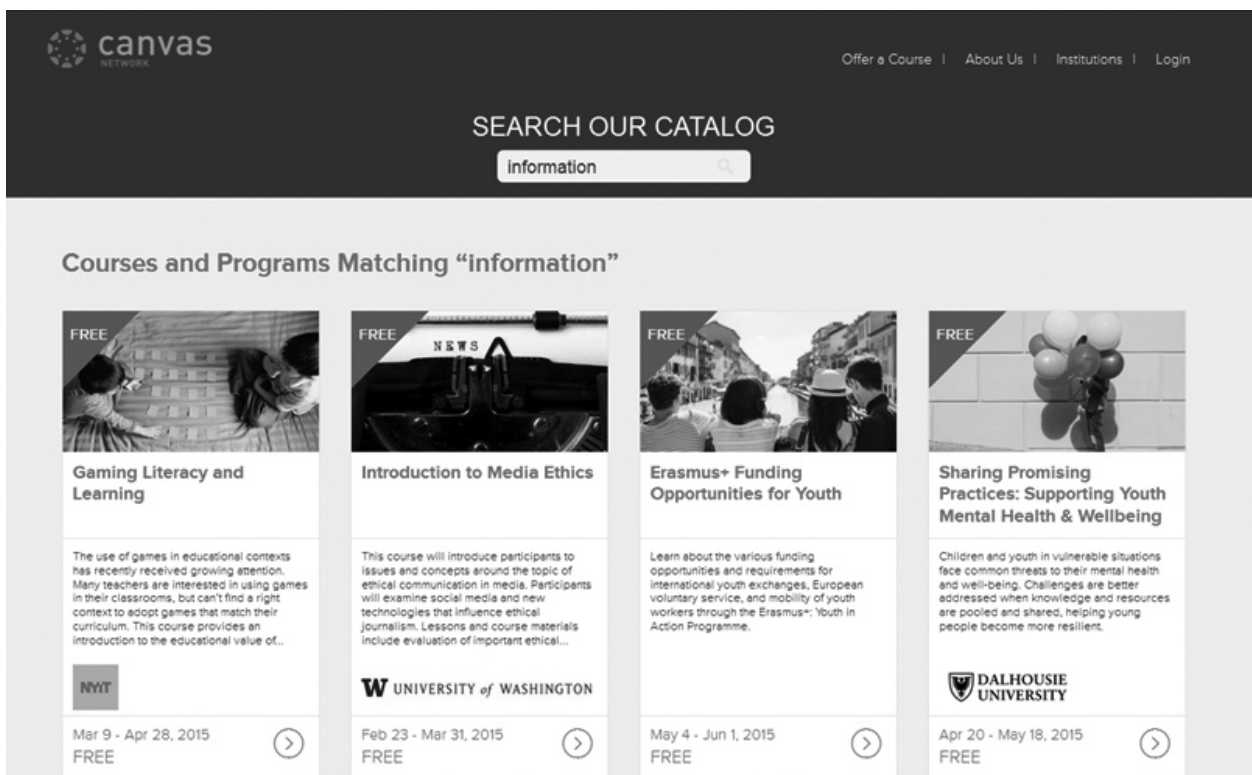 canvas
NETWORK
Offer a Course | About Us | Institutions | Login
SEARCH OUR CATALOG
information
Courses and Programs Matching “information”
FREE
Gaming Literacy and
Learning
The use of games in educational contexts
has recently received growing attention.
Many teachers are interested in using games
in their classrooms, but can't find a right
context to adopt games that match their
curriculum. This course provides an
introduction to the educational value of...
NYIT
Mar 9 - Apr 28, 2015
FREE
FREE
NEWS
Introduction to Media Ethics
This course will introduce participants to
issues and concepts around the topic of
ethical communication in media. Participants
will examine social media and new
technologies that influence ethical
journalism. Lessons and course materials
include evaluation of important ethical...
W UNIVERSITY of WASHINGTON
Feb 23 - Mar 31, 2015
FREE
FREE
Erasmus+ Funding
Opportunities for Youth
Learn about the various funding
opportunities and requirements for
international youth exchanges, European
voluntary service, and mobility of youth
workers through the Erasmus+: Youth in
Action Programme.
May 4 - Jun 1, 2015
FREE
FREE
Sharing Promising
Practices: Supporting Youth
Mental Health & Wellbeing
Children and youth in vulnerable situations
face common threats to their mental health
and well-being. Challenges are better
addressed when knowledge and resources
are pooled and shared, helping young
people become more resilient.
DALHOUSIE
UNIVERSITY
Apr 20 - May 18, 2015
FREE